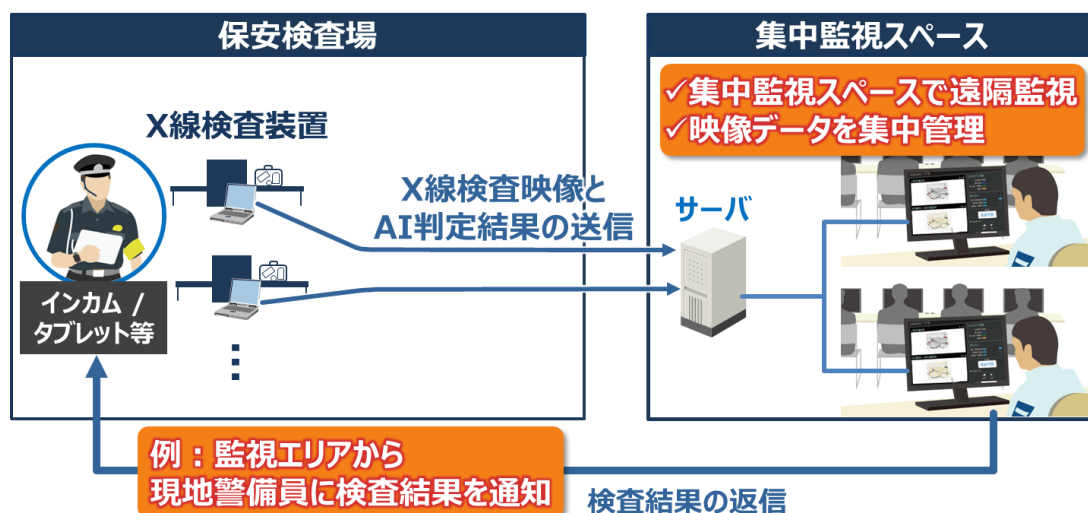 保安検査場
X線検査装置
インカム /
タブレット等
X線検査映像と
AI判定結果の送信
集中監視スペース
✓集中監視スペースで遠隔監視
✓映像データを集中管理
サーバ
例：監視エリアから
現地警備員に検査結果を通知
検査結果の返信